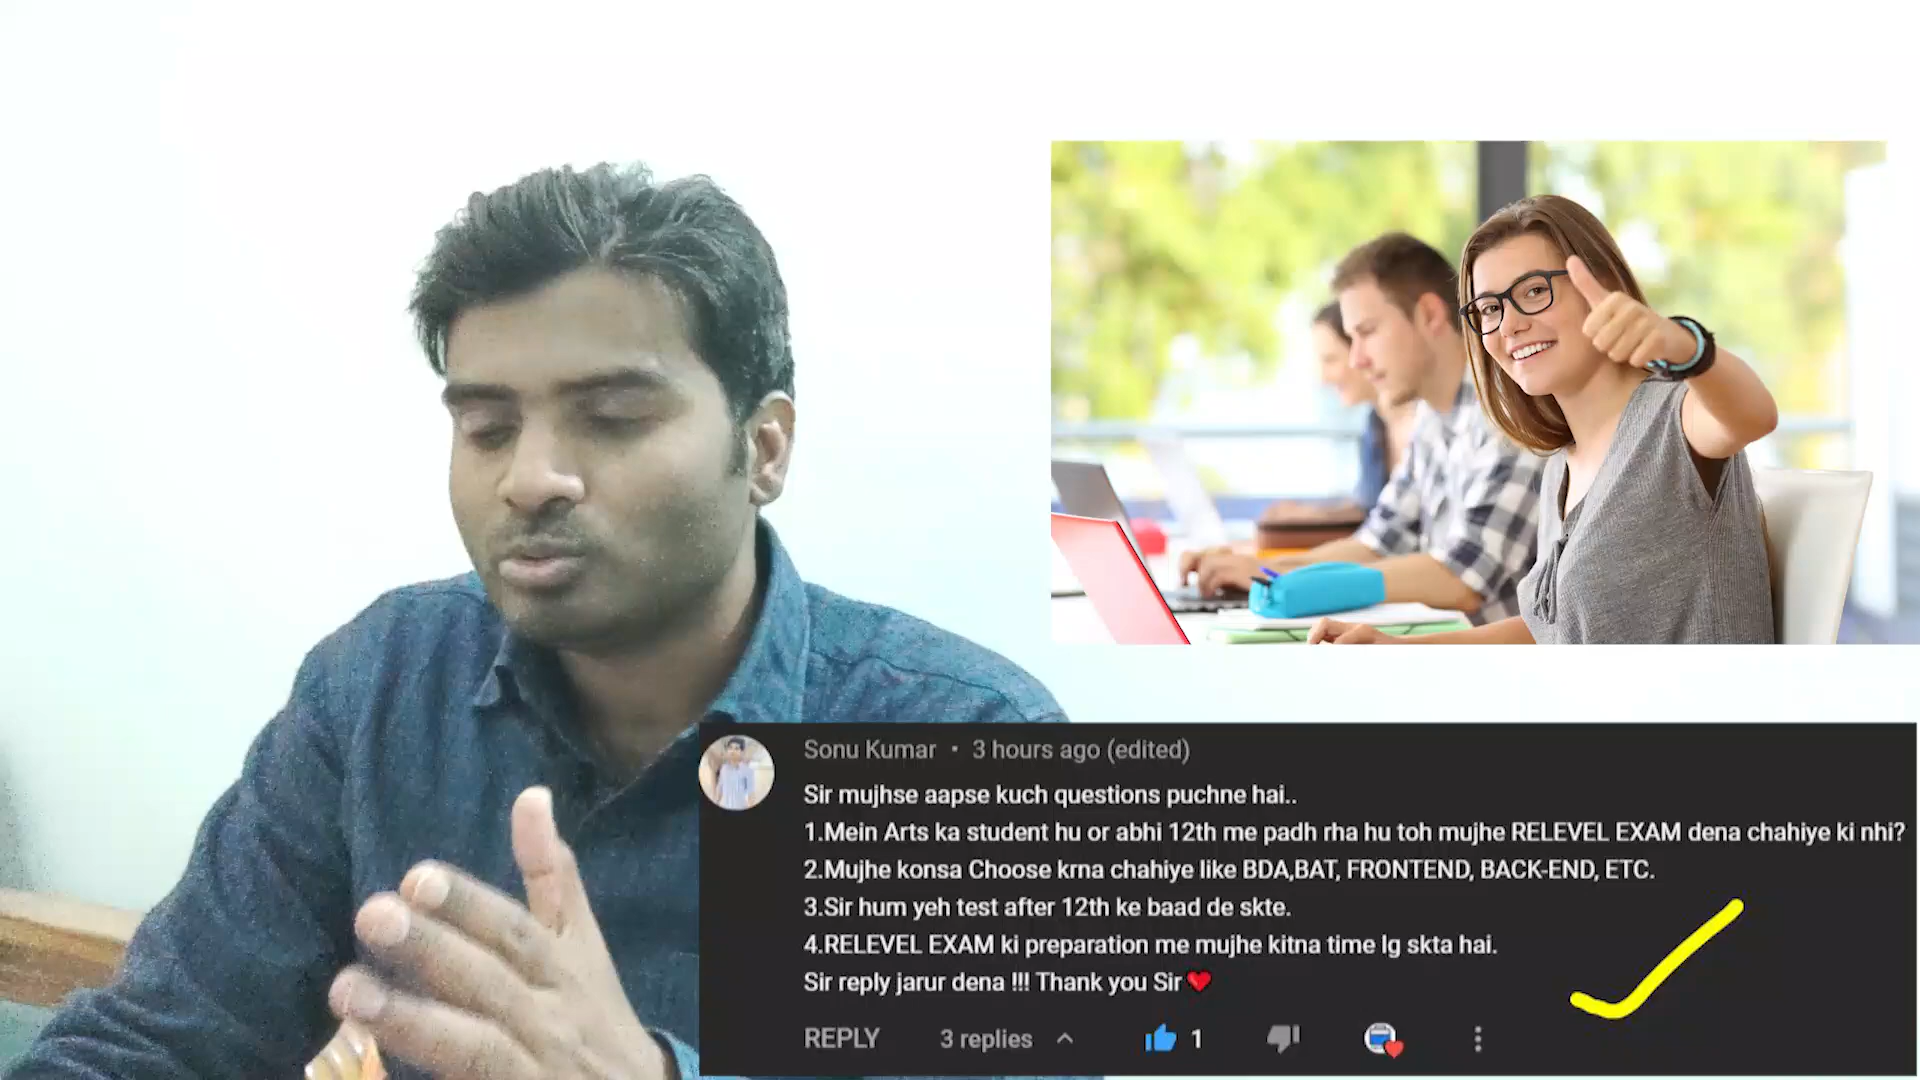 Sonu Kumar • 3 hours ago (edited)
Sir mujhse aapse kuch questions puchne hai..
1.Mein Arts ka student hu or abhi 12th me padh rha hu toh mujhe RELEVEL EXAM dena chahiye ki nhi?
2.Mujhe konsa Choose krna chahiye like BDA,BAT, FRONTEND, BACK-END, ETC.
3.Sir hum yeh test after 12th ke baad de skte.
4.RELEVEL EXAM ki preparation me mujhe kitna time lg skta hai.
Sir reply jarur dena !!! Thank you Sir❤️
REPLY 3 replies 1